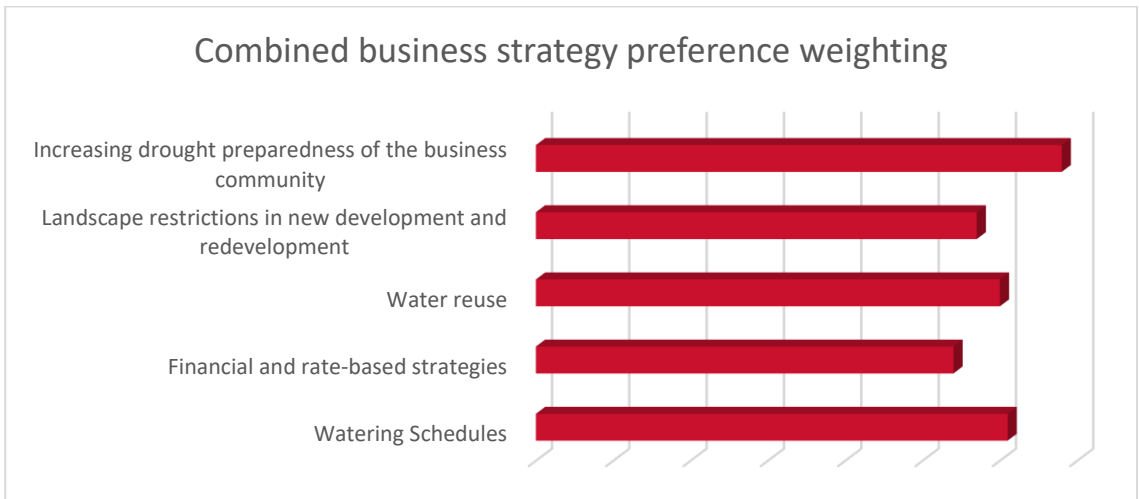 Combined business strategy preference weighting
Increasing drought preparedness of the business
community
Landscape restrictions in new development and
redevelopment
Water reuse
Financial and rate-based strategies
Watering Schedules